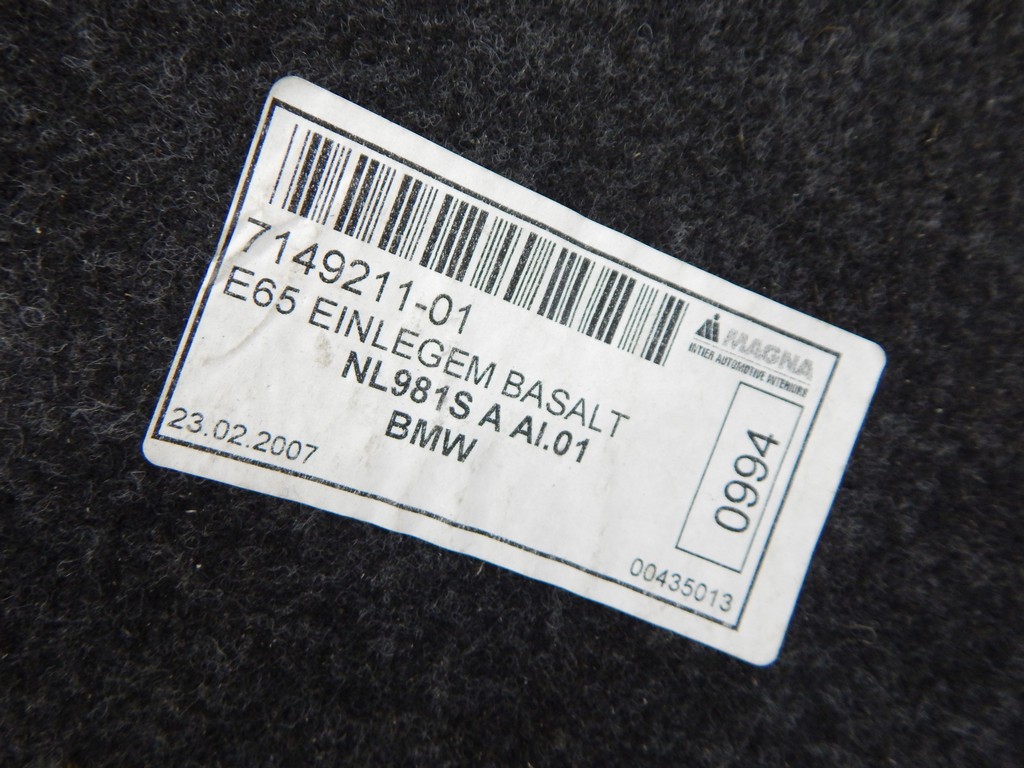 7149211-01
E65 EINLEGEM BASALT
NL981S A AI.01
BMW
23.02.2007
MAGNA
INTIER AUTOMOTIVE INTERIORS
0994
00435013